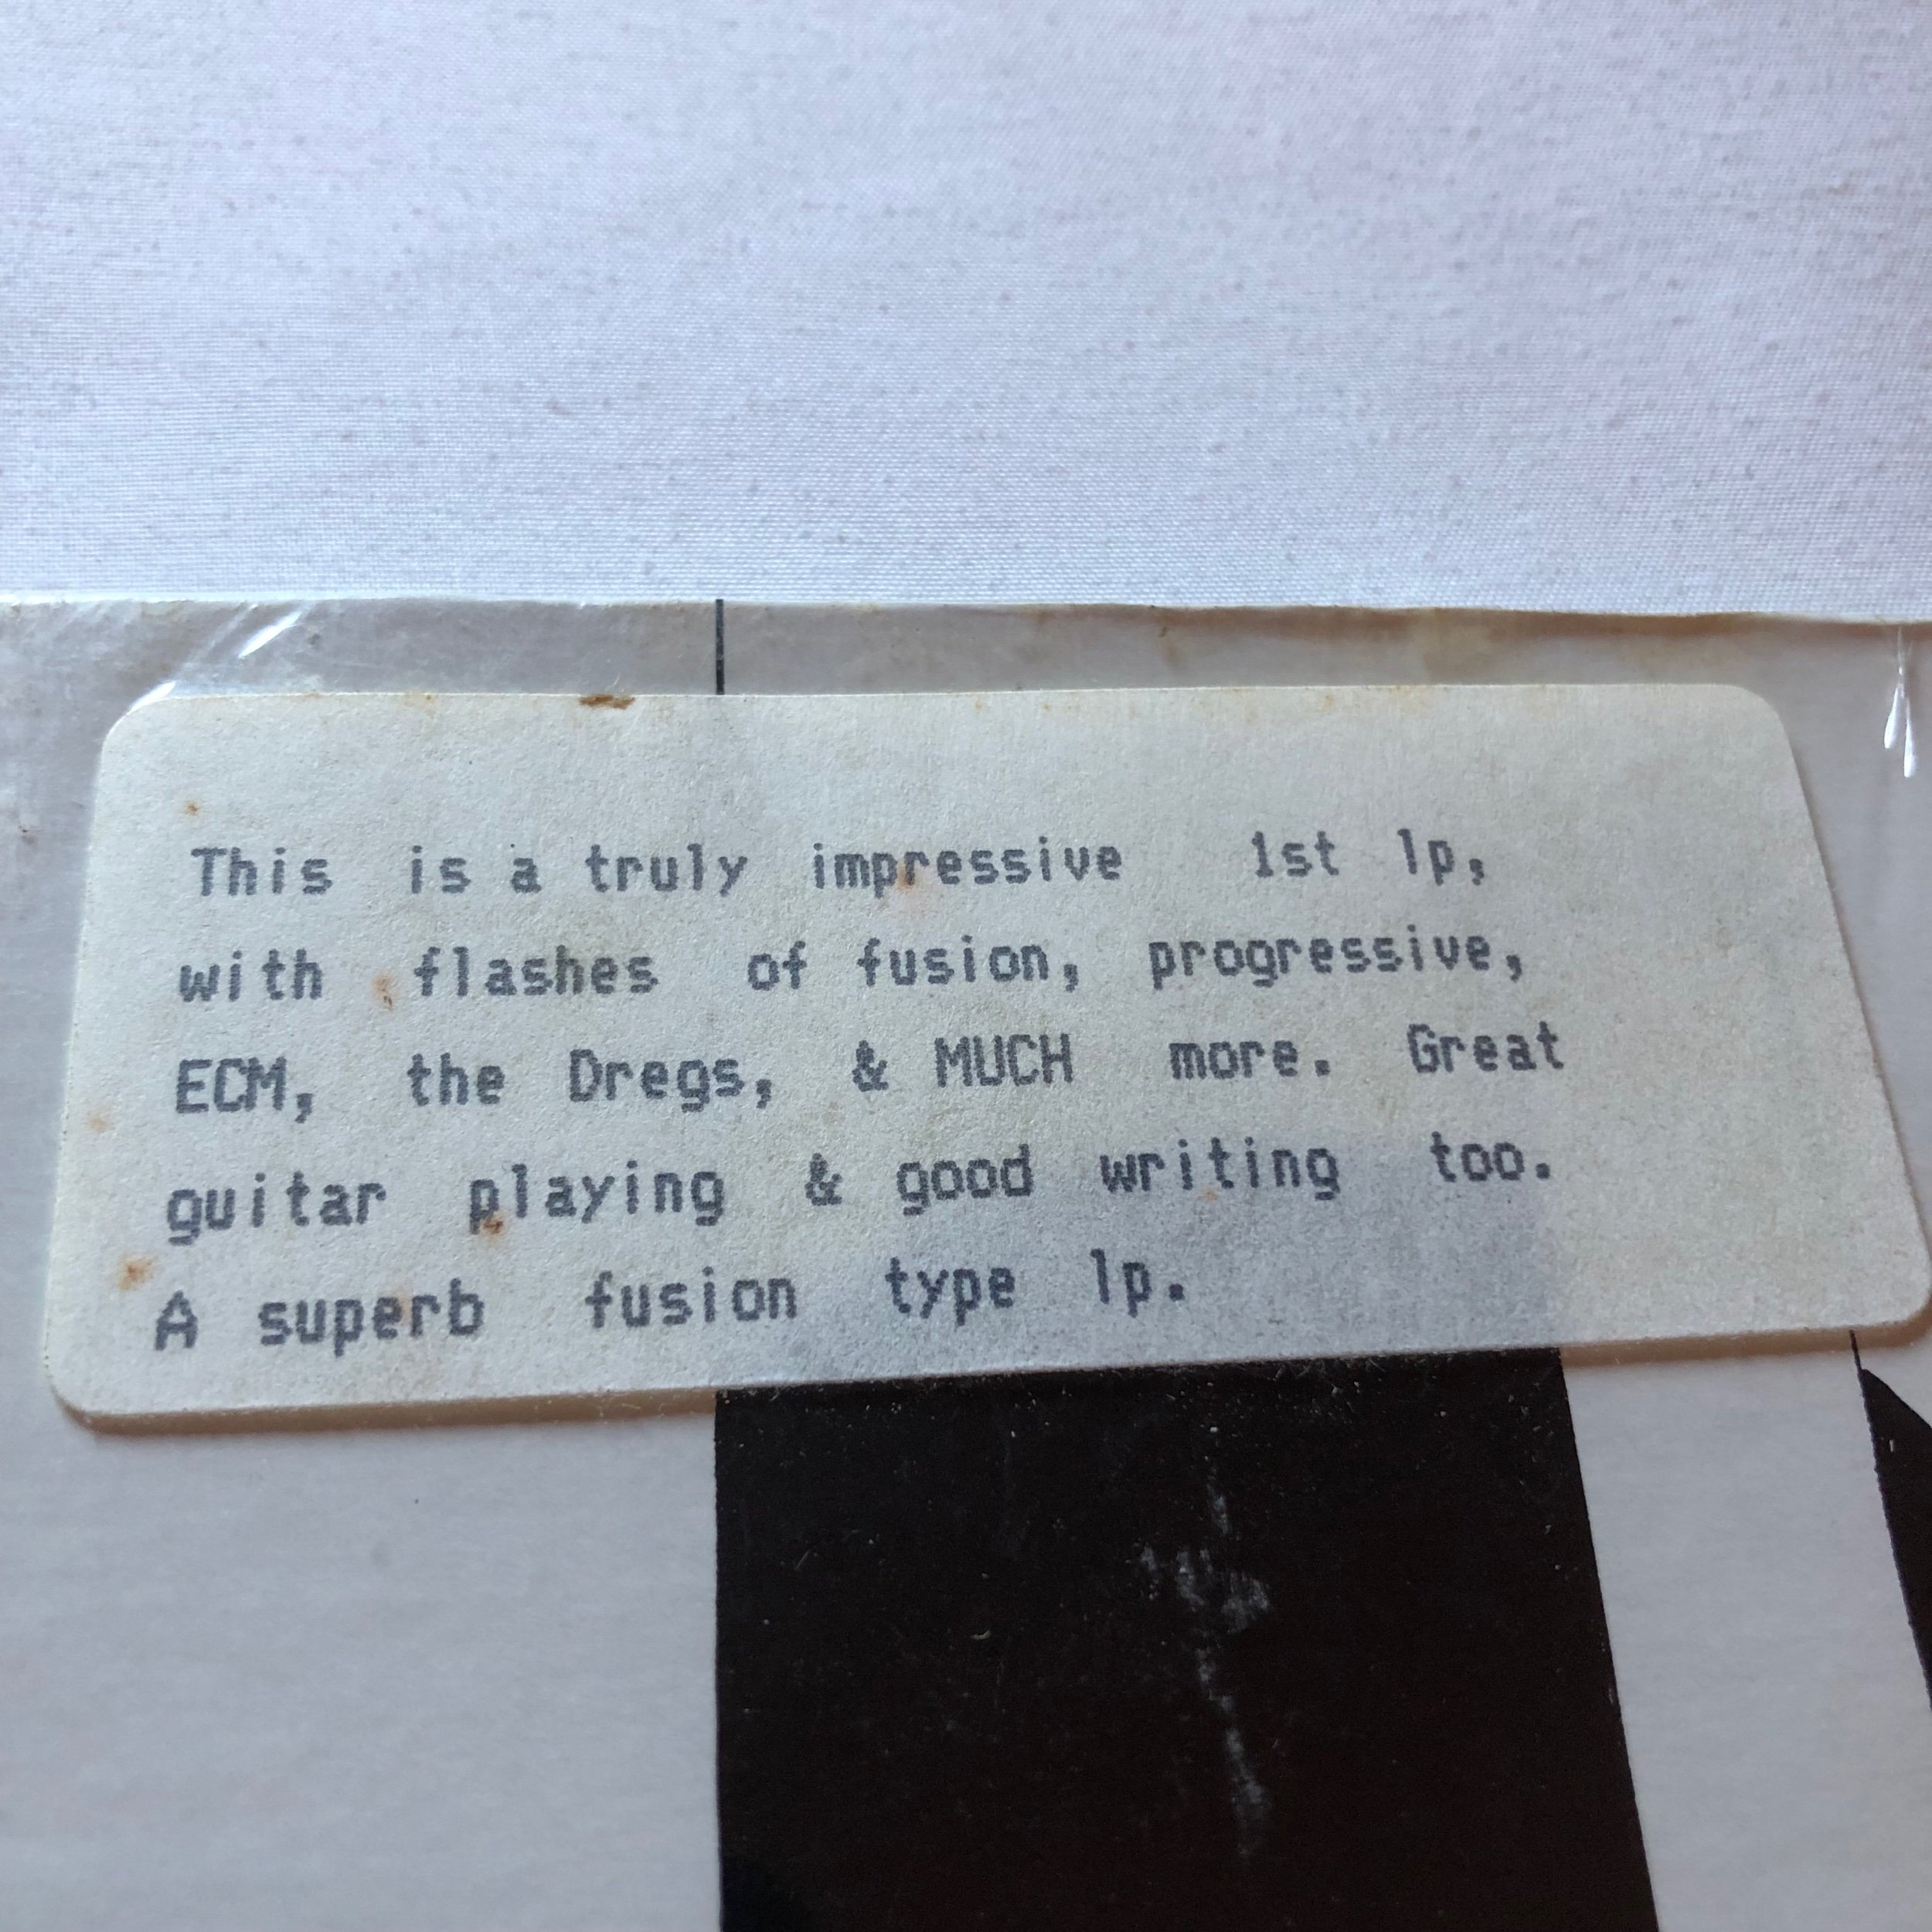 This is a truly impressive 1st lp,
with flashes of fusion, progressive,
ECM, the Dregs, & MUCH more. Great
guitar playing & good writing too.
A superb fusion type lp.